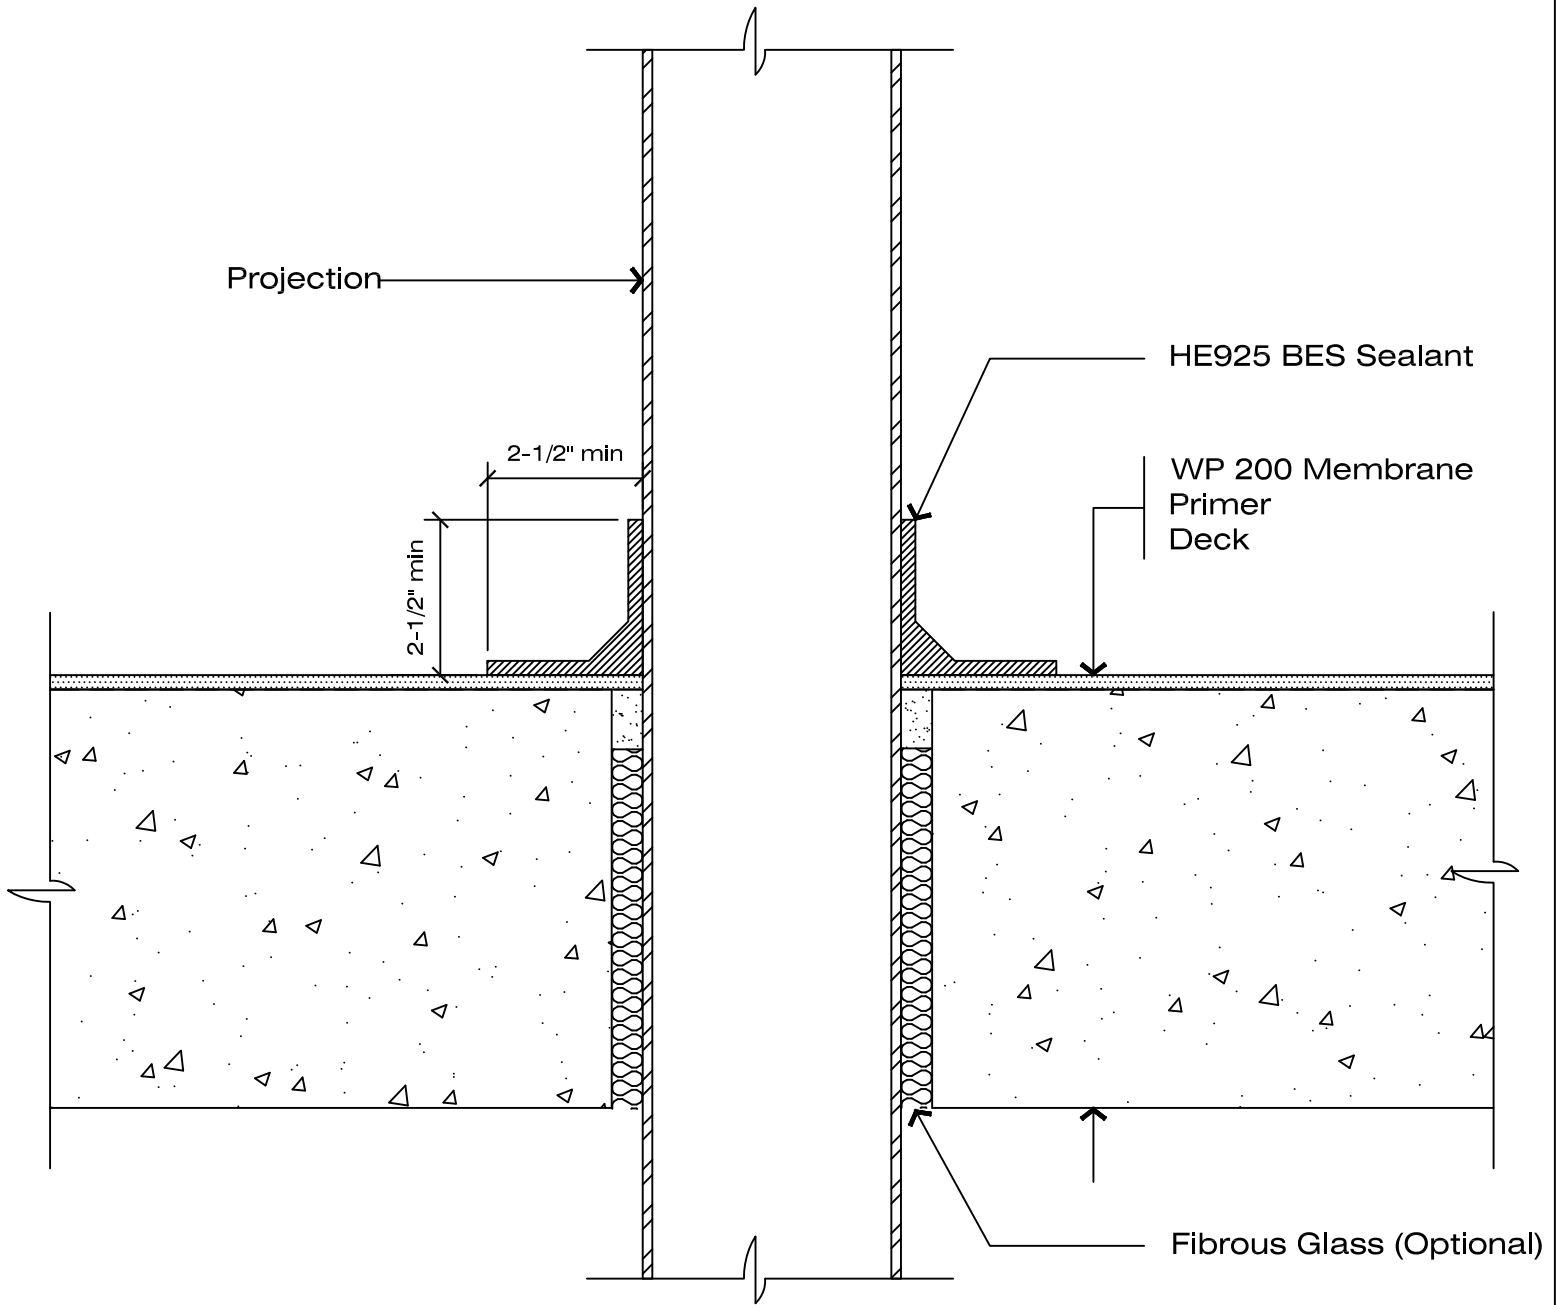 Projection
HE925 BES Sealant
2-1/2" min
WP 200 Membrane
Primer
Deck
2-1/2" min
Fibrous Glass (Optional)